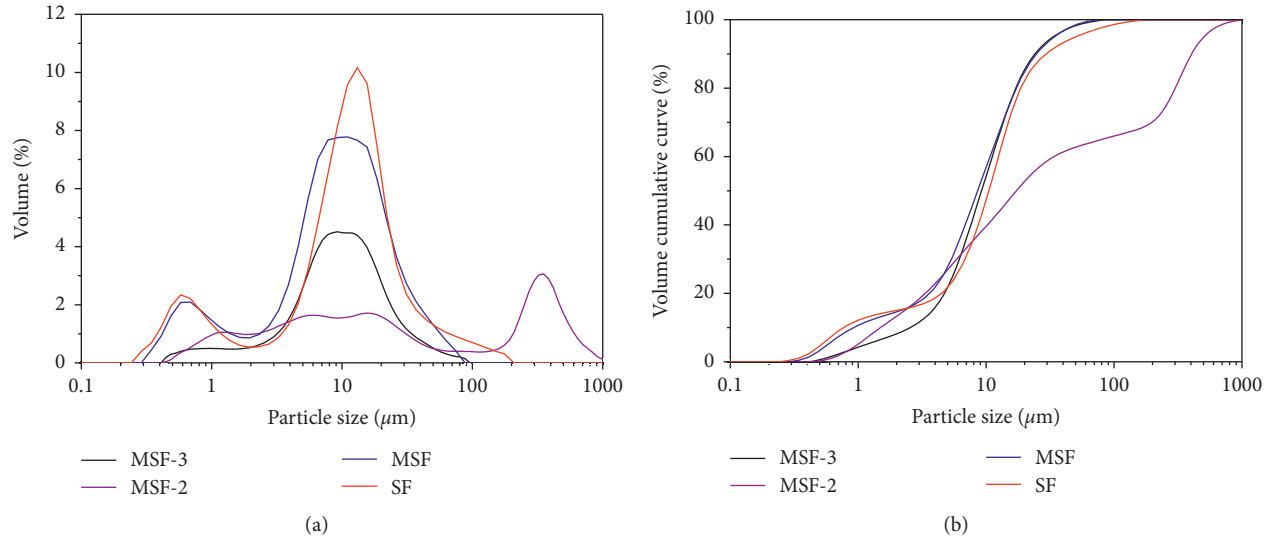 12
10
8
6
4
2
0
Volume (%)
0.1 1 10 100 1000
Particle size (µm)
MSF-3 MSF
MSF-2 SF
(a)
100
80
60
40
20
0
Volume cumulative curve (%)
0.1 1 10 100 1000
Particle size (µm)
MSF-3 MSF
MSF-2 SF
(b)